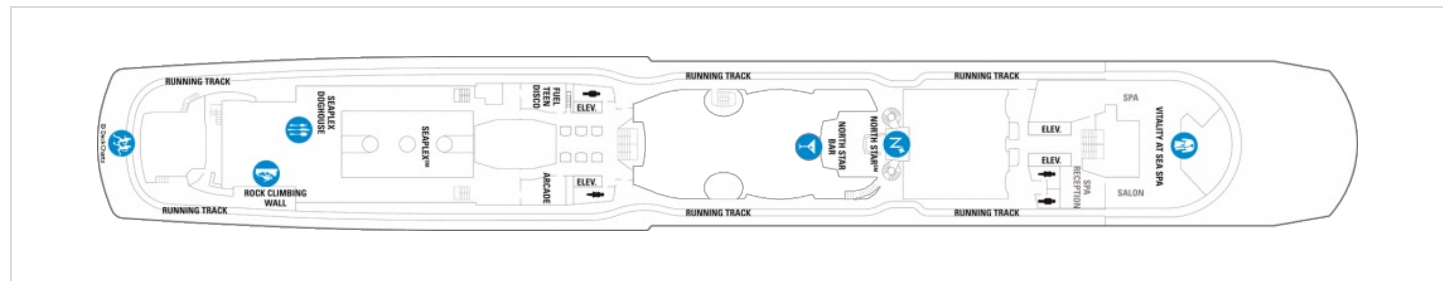 RUNNING TRACK
RUNNING TRACK
RUNNING TRACK
© DeckChartz
SEAPLEX
DOGHOUSE
SEAPLEX™
FUEL
TEEN
DISCO
ELEV.
NORTH STAR
BAR
NORTH STAR™
N
ELEV.
SPA
VITALITY AT SEA SPA
ELEV.
ROCK CLIMBING
WALL
ARCADE
ELEV.
SPA
RECEPTION
SALON
RUNNING TRACK
RUNNING TRACK
RUNNING TRACK